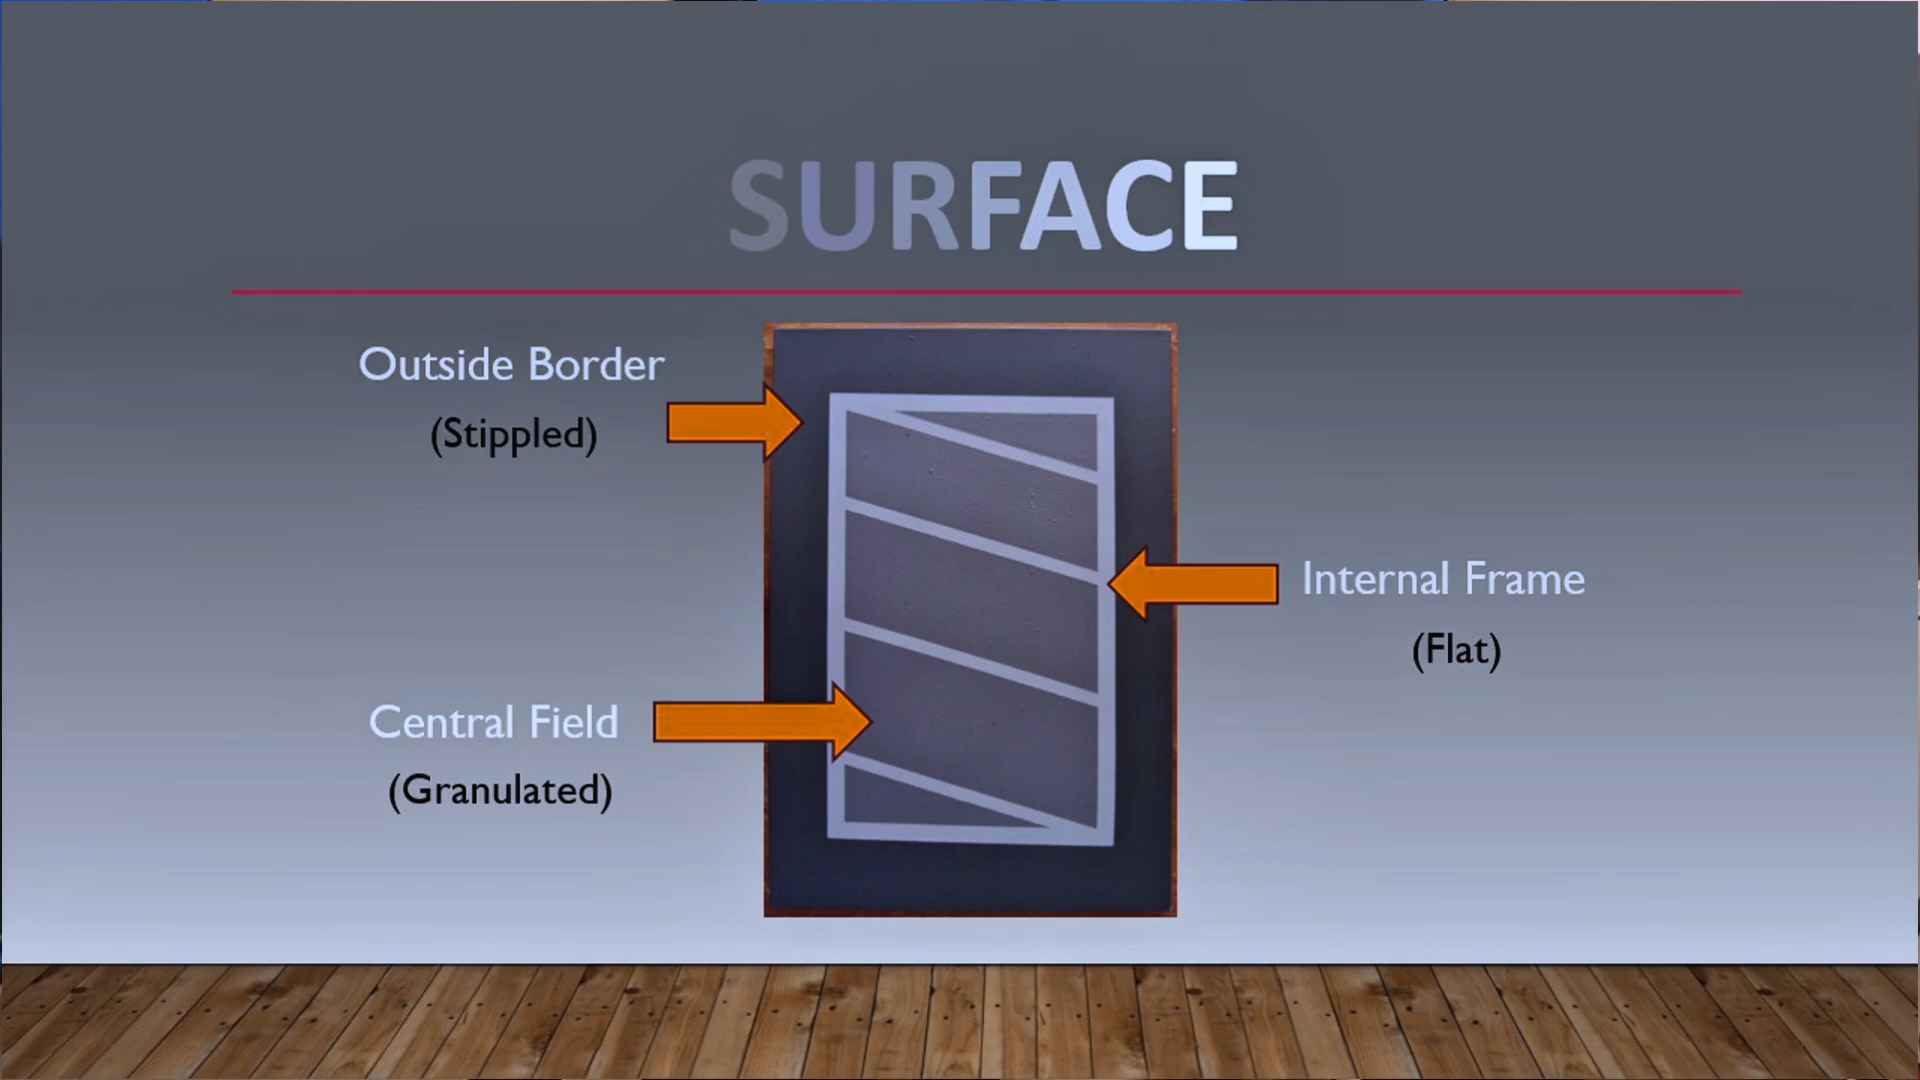 SURFACE
Outside Border
(Stippled)
Internal Frame
(Flat)
Central Field
(Granulated)